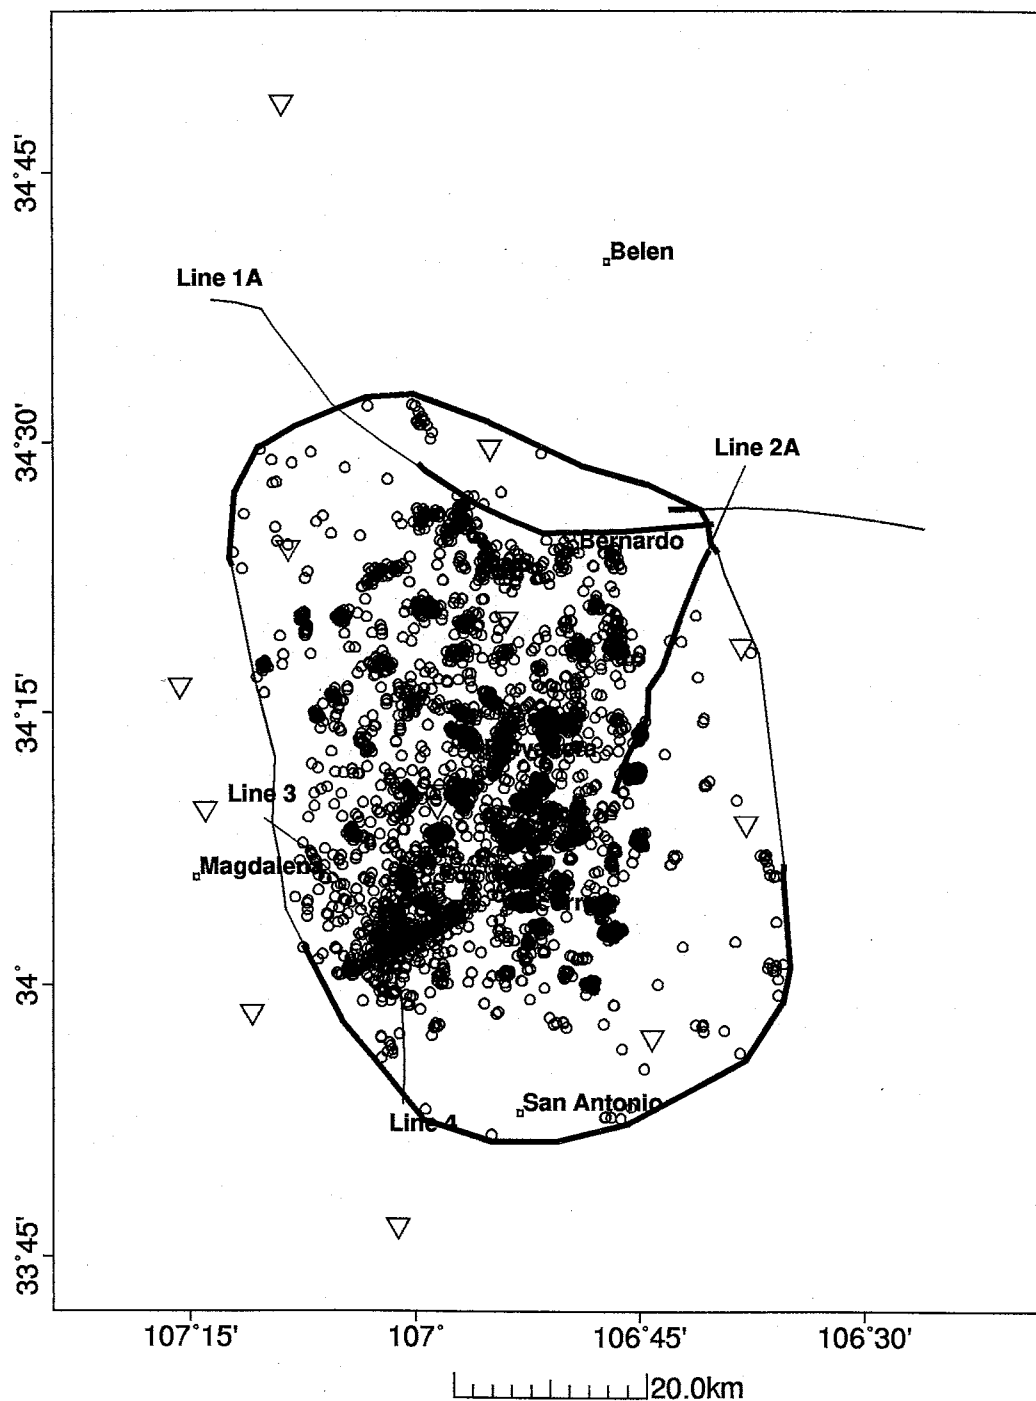 34°45'
Belen
Line 1A
34°30'
Line 2A
Bernardo
34°15'
Line 3
Magdalena
34°
San Antonio
Line 4
33°45'
107°15'
107°
106°45'
106°30'
20.0km